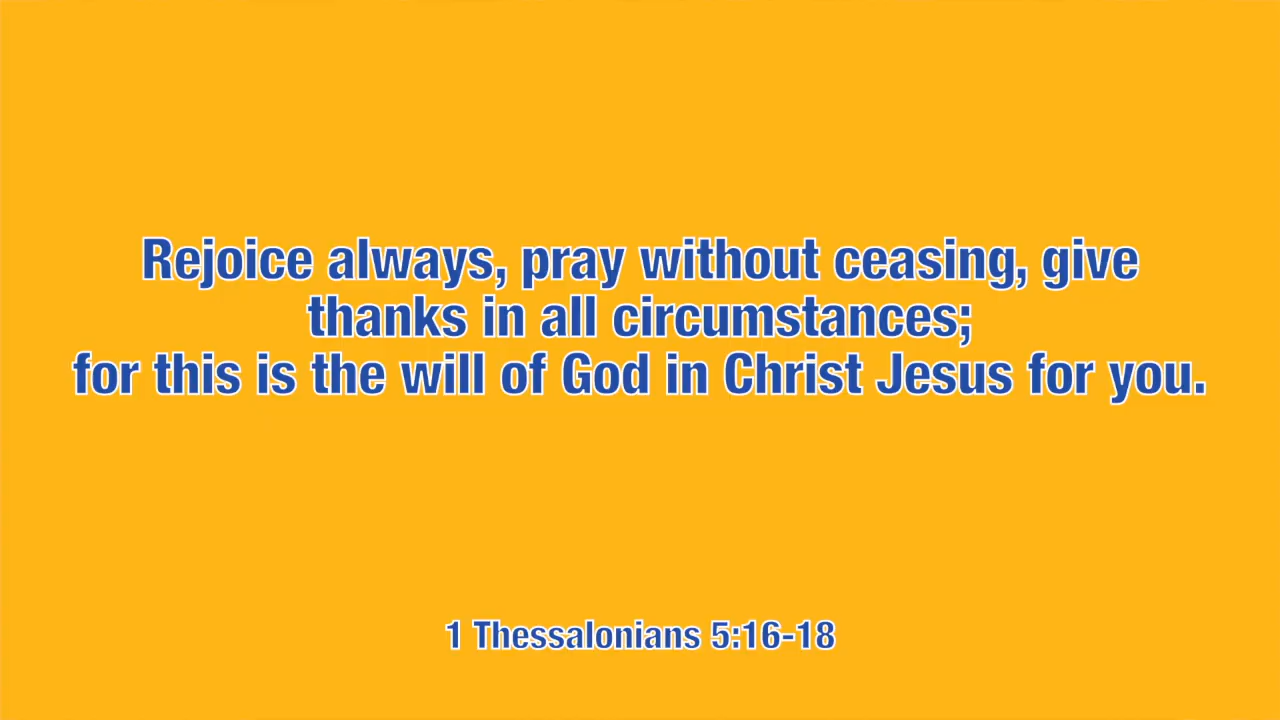 Rejoice always, pray without ceasing, give
thanks in all circumstances;
for this is the will of God in Christ Jesus for you.
1 Thessalonians 5:16-18